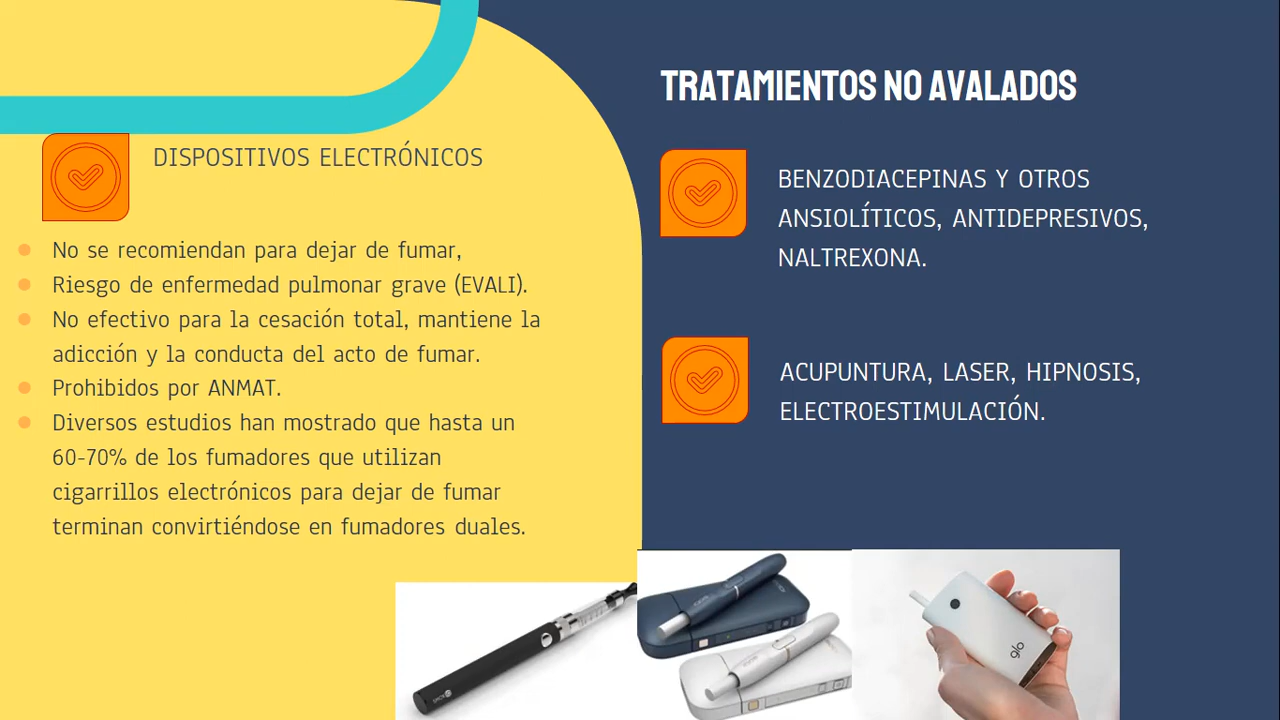 DISPOSITIVOS ELECTRÓNICOS
No se recomiendan para dejar de fumar,
Riesgo de enfermedad pulmonar grave (EVALI).
No efectivo para la cesación total, mantiene la
adicción y la conducta del acto de fumar.
Prohibidos por ANMAT.
Diversos estudios han mostrado que hasta un
60-70% de los fumadores que utilizan
cigarrillos electrónicos para dejar de fumar
terminan convirtiéndose en fumadores duales.
TRATAMIENTOS NO AVALADOS
BENZODIACEPINAS Y OTROS
ANSIOLÍTICOS, ANTIDEPRESIVOS,
NALTREXONA.
ACUPUNTURA, LASER, HIPNOSIS,
ELECTROESTIMULACIÓN.
glo